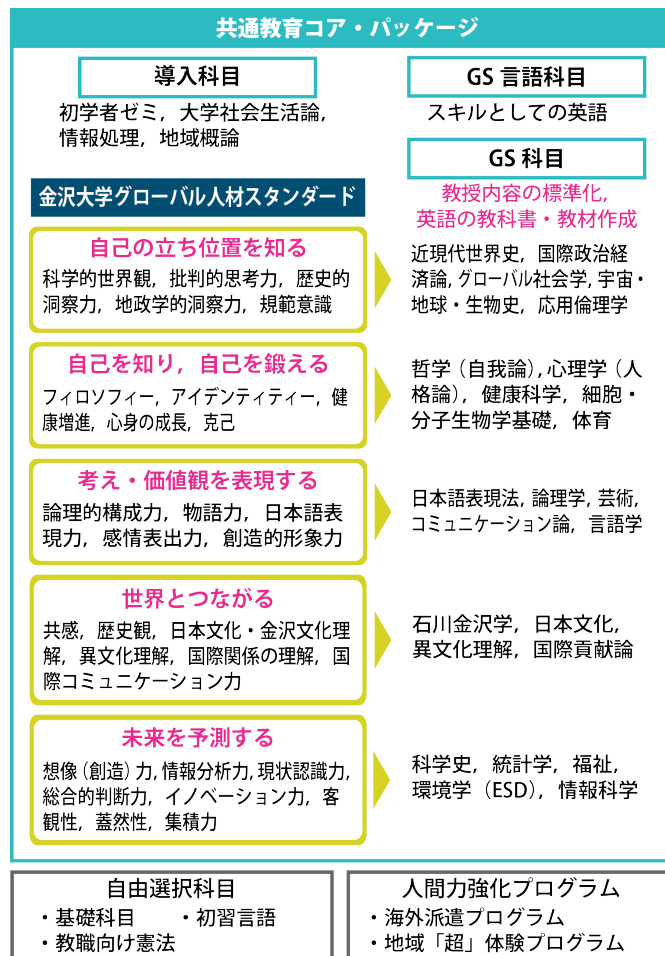 共通教育コア・パッケージ
導入科目
初学者ゼミ，大学社会生活論，
情報処理，地域概論
GS 言語科目
スキルとしての英語
GS 科目
教授内容の標準化，
英語の教科書・教材作成
金沢大学グローバル人材スタンダード
自己の立ち位置を知る
科学的世界観，批判的思考力，歴史的
洞察力，地政学的洞察力，規範意識
近現代世界史，国際政治経
済論，グローバル社会学，宇宙・
地球・生物史，応用倫理学
自己を知り，自己を鍛える
フィロソフィー，アイデンティティー，健
康増進，心身の成長，克己
哲学（自我論），心理学（人
格論），健康科学，細胞・
分子生物学基礎，体育
考え・価値観を表現する
論理的構成力，物語力，日本語表
現力，感情表出力，創造的形象力
日本語表現法，論理学，芸術，
コミュニケーション論，言語学
世界とつながる
共感，歴史観，日本文化・金沢文化理
解，異文化理解，国際関係の理解，国
際コミュニケーション力
石川金沢学，日本文化，
異文化理解，国際貢献論
未来を予測する
想像（創造）力，情報分析力，現状認識力，
総合的判断力，イノベーション力，客
観性，蓋然性，集積力
科学史，統計学，福祉，
環境学（ESD），情報科学
自由選択科目
・基礎科目　・初習言語
・教職向け憲法
人間力強化プログラム
・海外派遣プログラム
・地域「超」体験プログラム